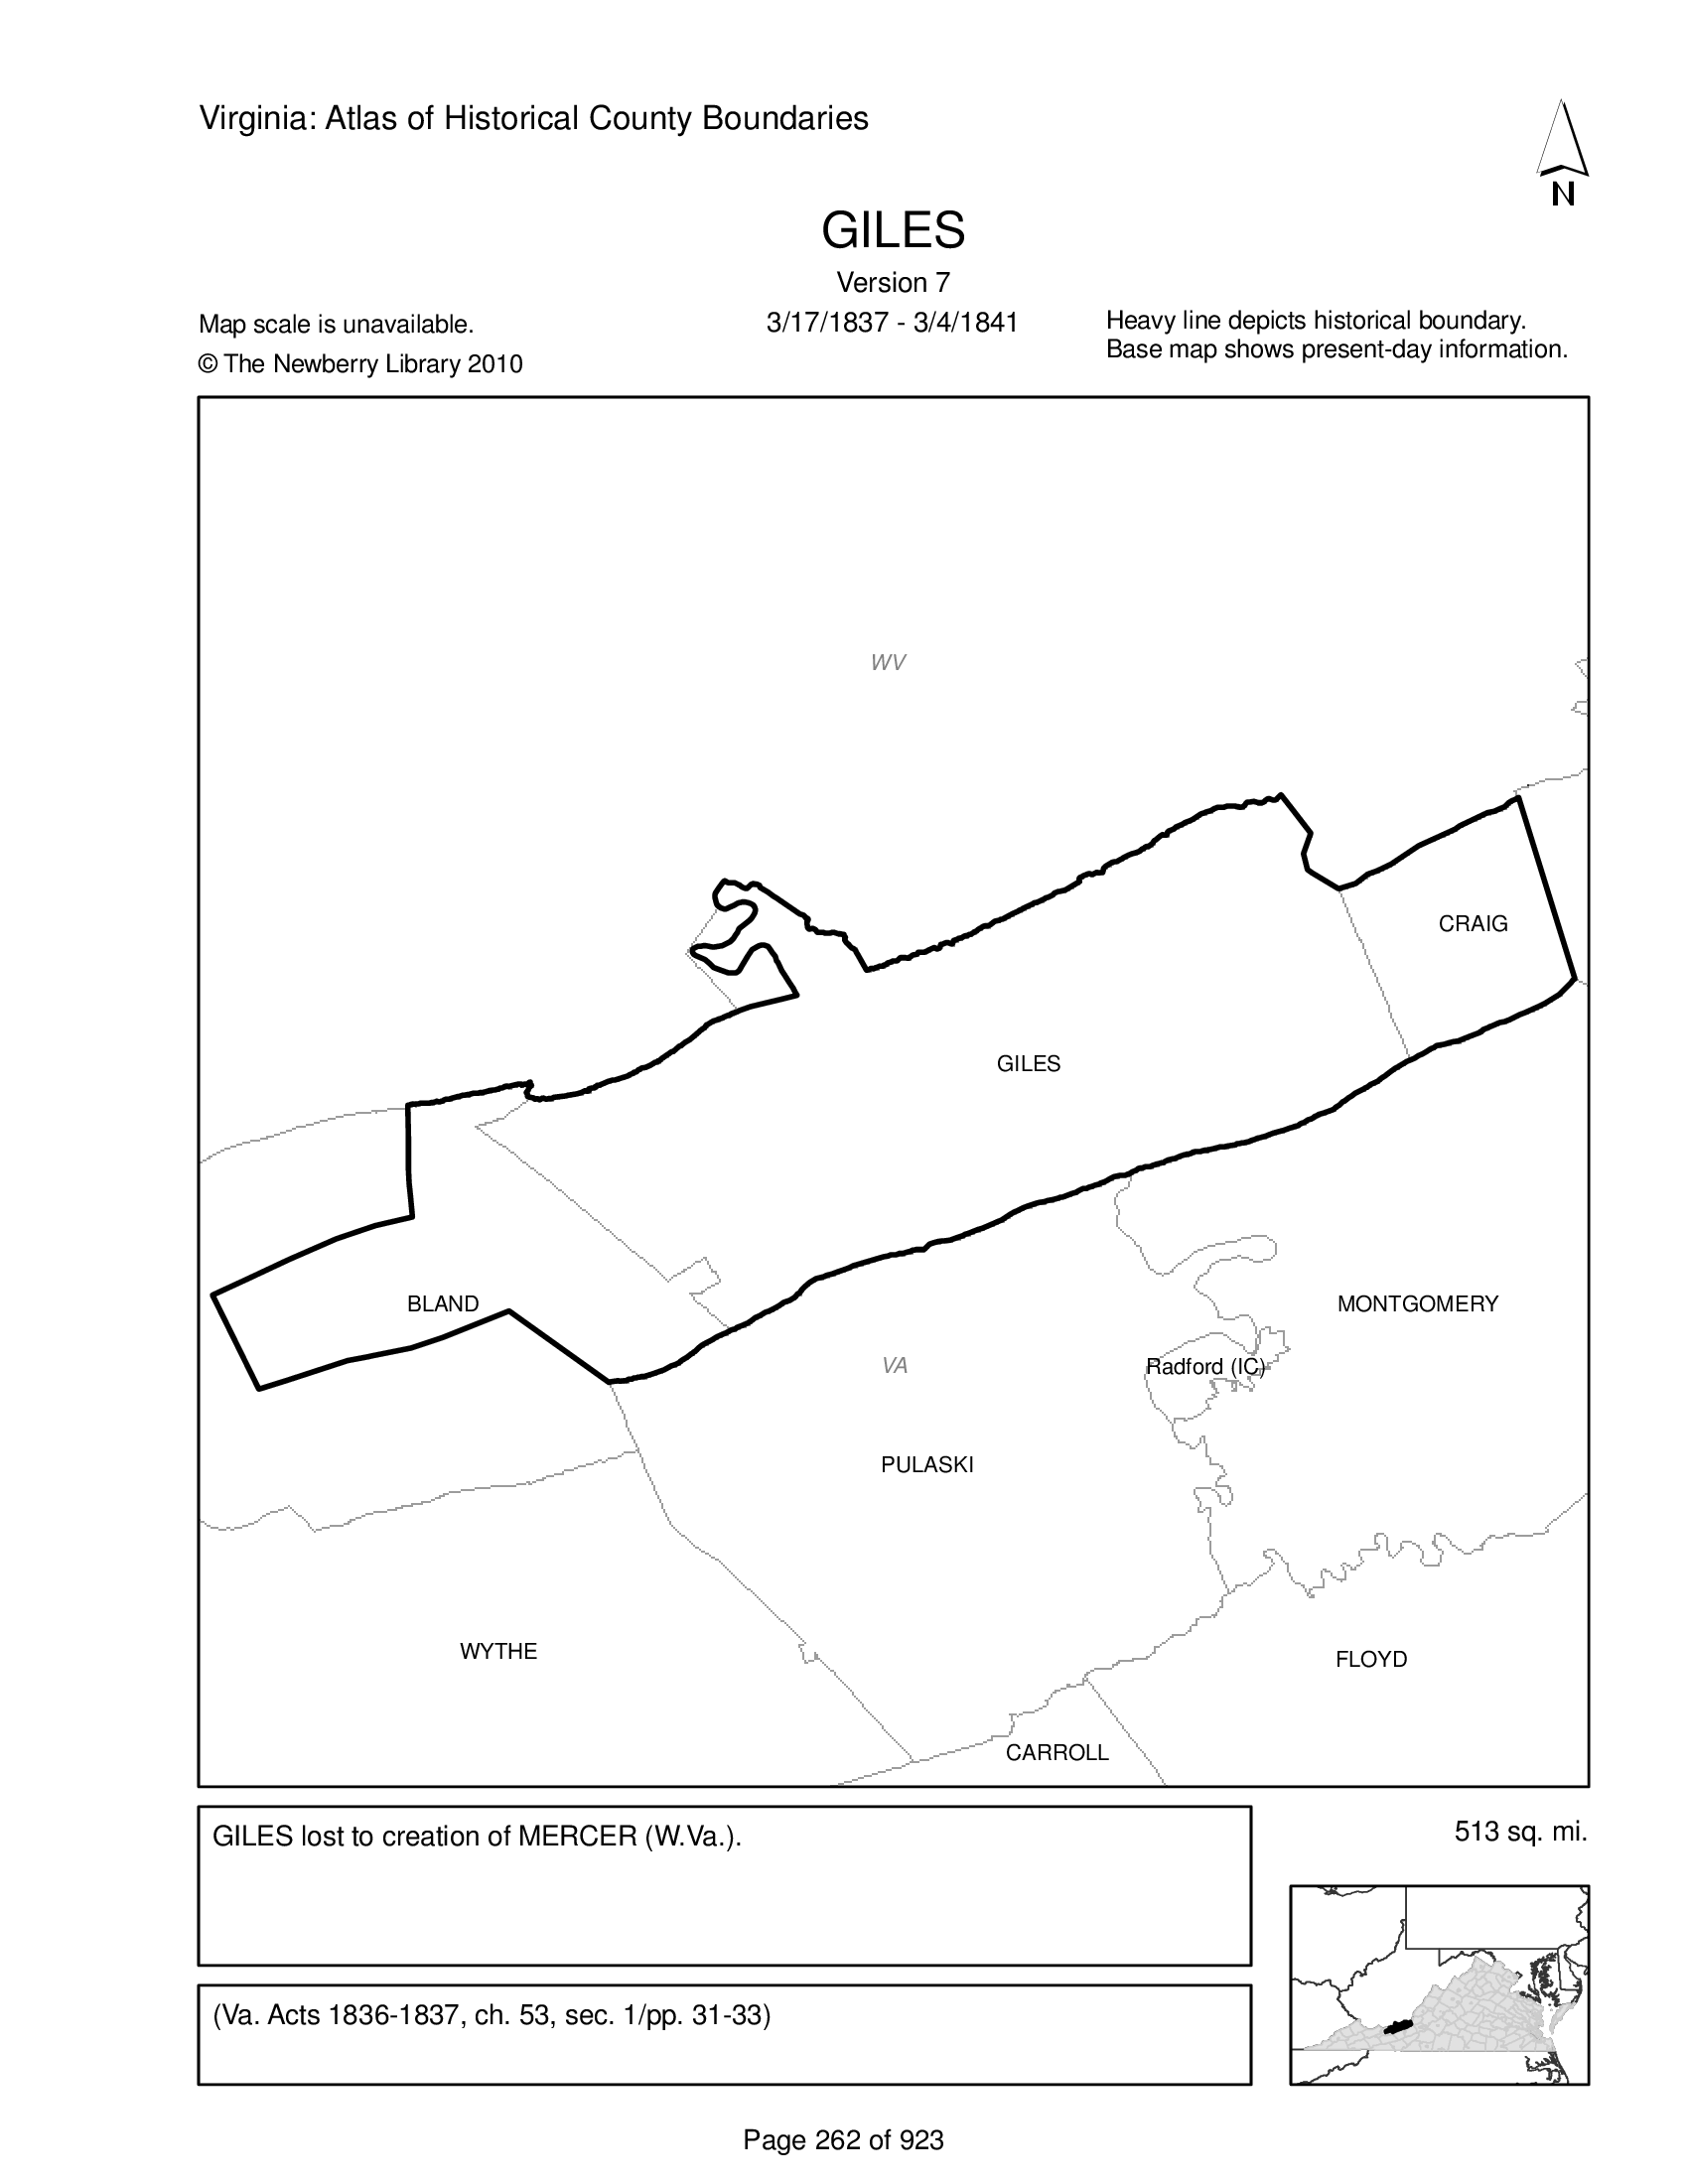 Virginia: Atlas of Historical County Boundaries
N
GILES
Version 7
3/17/1837 - 3/4/1841
Map scale is unavailable.
© The Newberry Library 2010
Heavy line depicts historical boundary.
Base map shows present-day information.
WV
CRAIG
GILES
BLAND
MONTGOMERY
VA
Radford (IC)
PULASKI
WYTHE
FLOYD
CARROLL
GILES lost to creation of MERCER (W.Va.).
513 sq. mi.
(Va. Acts 1836-1837, ch. 53, sec. 1/pp. 31-33)
Page 262 of 923